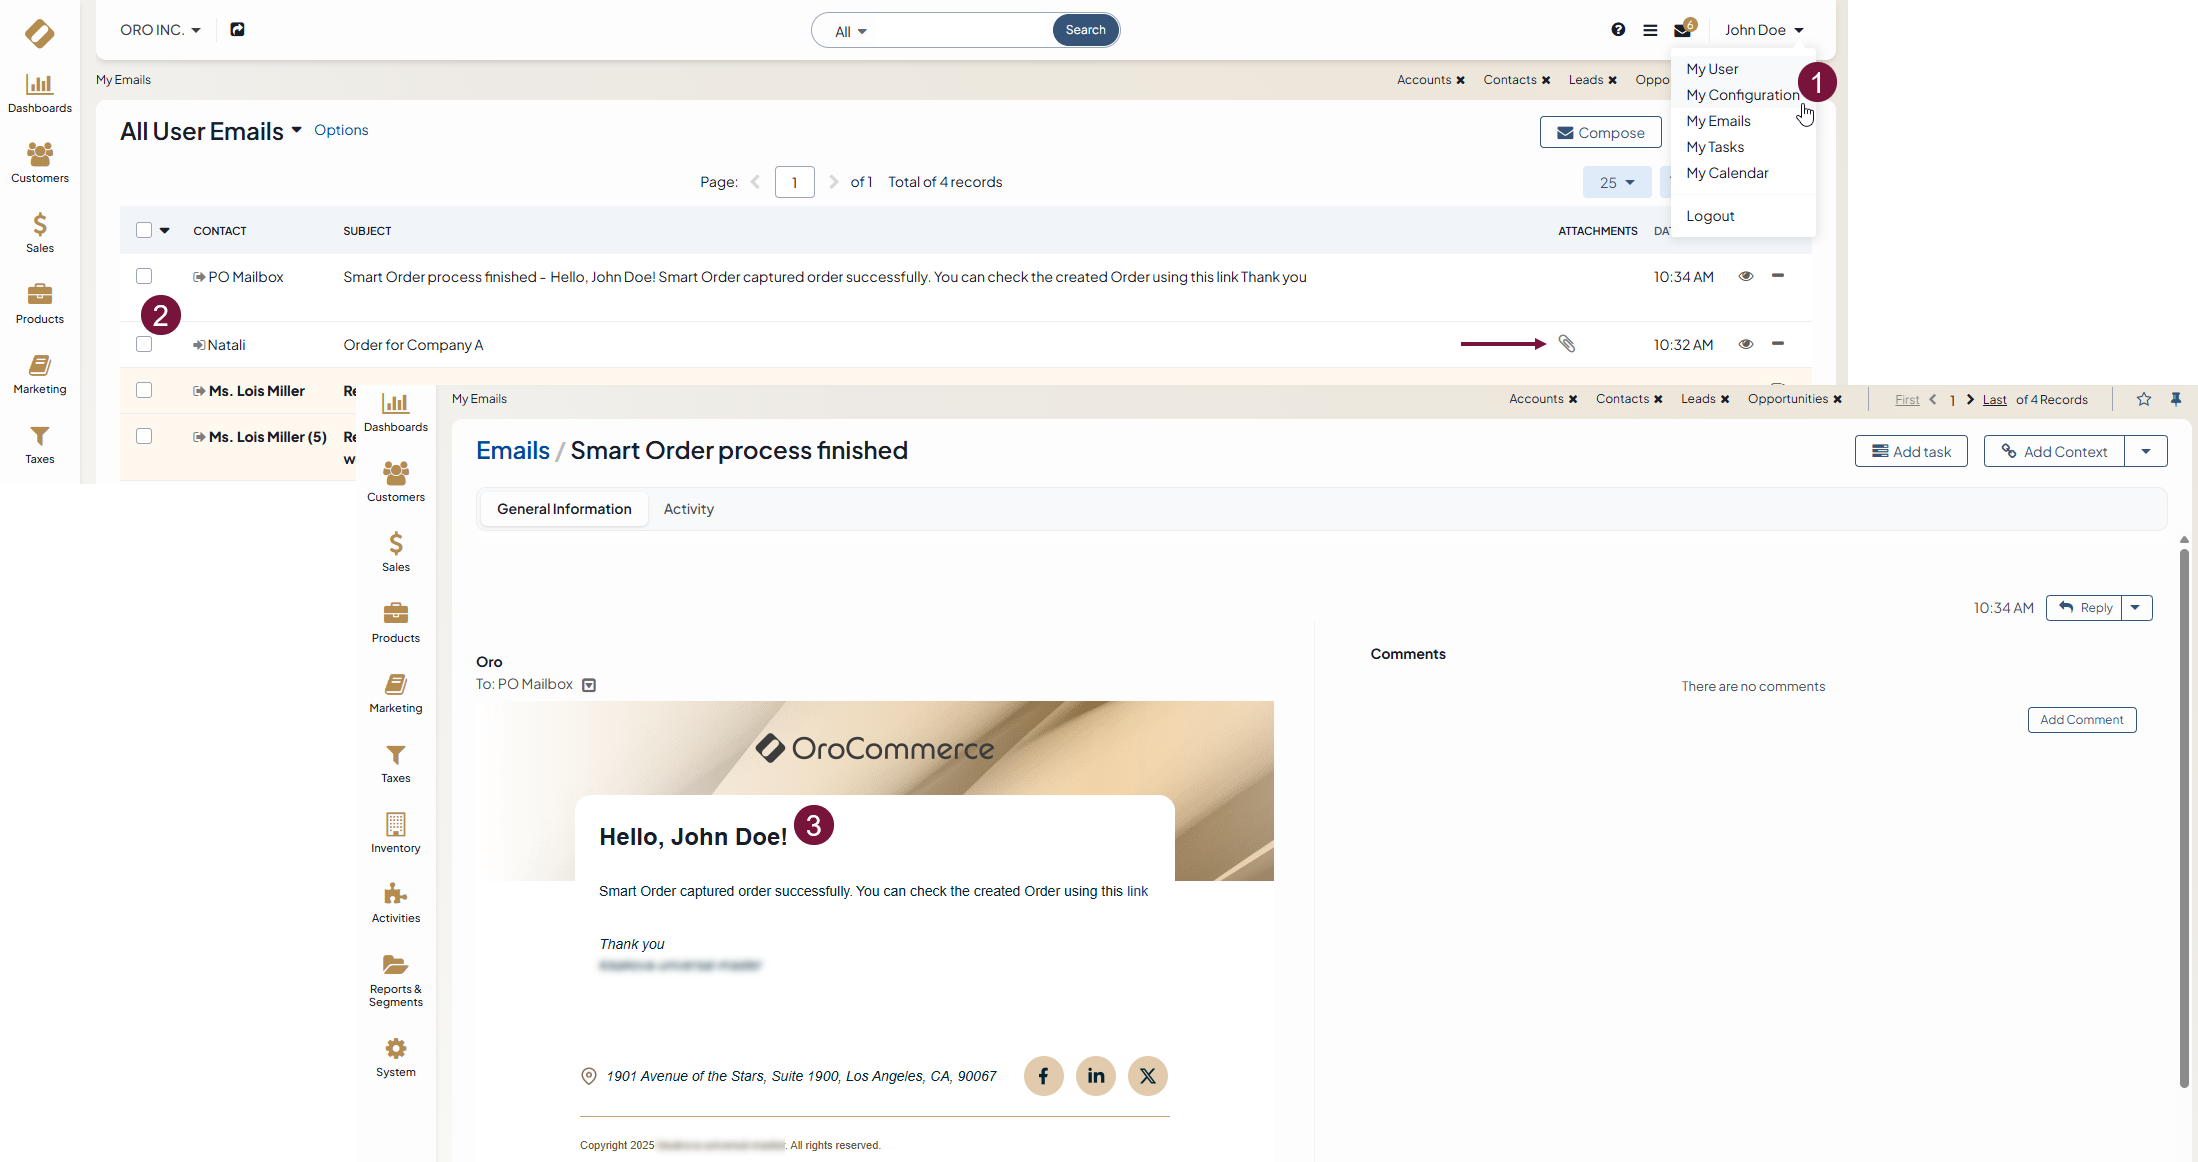 ORO INC.
All
Search
6
John Doe
My User
My Configuration
My Emails
My Tasks
My Calendar
Logout
1
My Emails
Accounts
Contacts
Leads
Oppo
Dashboards
Customers
Sales
Products
Marketing
Taxes
All User Emails
Options
Compose
Page:
1
of 1
Total of 4 records
25
CONTACT
SUBJECT
ATTACHMENTS
DA
PO Mailbox
Smart Order process finished - Hello, John Doe! Smart Order captured order successfully. You can check the created Order using this link Thank you
10:34 AM
2
Natali
Order for Company A
10:32 AM
Ms. Lois Miller
Re
Ms. Lois Miller (5)
Re
w
Dashboards
Customers
Sales
Products
Marketing
Taxes
Inventory
Activities
Reports &
Segments
System
My Emails
Accounts
Contacts
Leads
Opportunities
First
1
Last
of 4 Records
Emails / Smart Order process finished
Add task
Add Context
General Information
Activity
10:34 AM
Reply
Oro
To: PO Mailbox
Comments
There are no comments
Add Comment
OroCommerce
Hello, John Doe!
3
Smart Order captured order successfully. You can check the created Order using this link
Thank you
1901 Avenue of the Stars, Suite 1900, Los Angeles, CA, 90067
f
in
X
Copyright 2025
. All rights reserved.